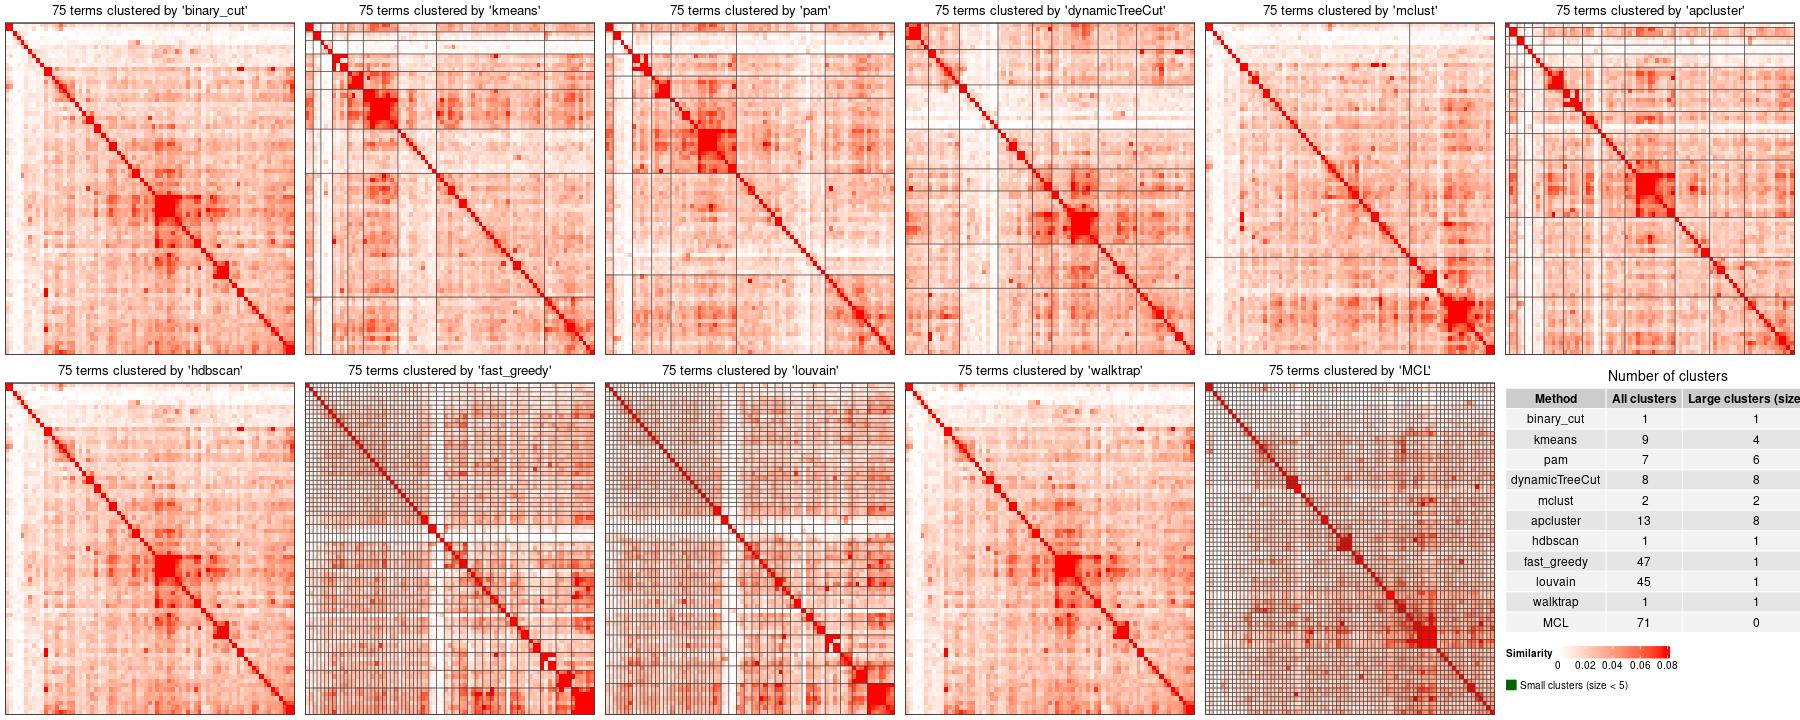 75 terms clustered by 'binary_cut'
75 terms clustered by 'kmeans'
75 terms clustered by 'pam'
75 terms clustered by 'dynamicTreeCut'
75 terms clustered by 'mclust'
75 terms clustered by 'apcluster'
75 terms clustered by 'hdbscan'
75 terms clustered by 'fast_greedy'
75 terms clustered by 'louvain'
75 terms clustered by 'walktrap'
75 terms clustered by 'MCL'
Number of clusters
Method All clusters Large clusters (size
binary_cut 1 1
kmeans 9 4
pam 7 6
dynamicTreeCut 8 8
mclust 2 2
apcluster 13 8
hdbscan 1 1
fast_greedy 47 1
louvain 45 1
walktrap 1 1
MCL 71 0
Similarity
0 0.02 0.04 0.06 0.08
Small clusters (size < 5)